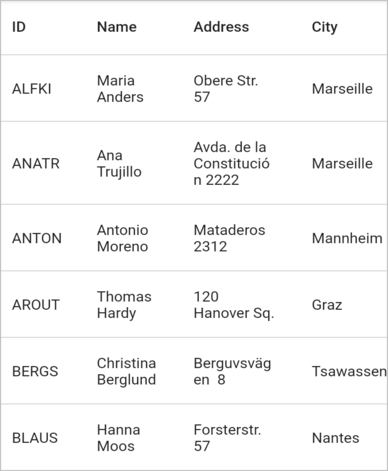 ID Name Address City
ALFKI Maria Anders Obere Str. 57 Marseille
ANATR Ana Trujillo Avda. de la Constitución 2222 Marseille
ANTON Antonio Moreno Mataderos 2312 Mannheim
AROUT Thomas Hardy 120 Hanover Sq. Graz
BERGS Christina Berglund Berguvsvägen 8 Tsawassen
BLAUS Hanna Moos Forsterstr. 57 Nantes